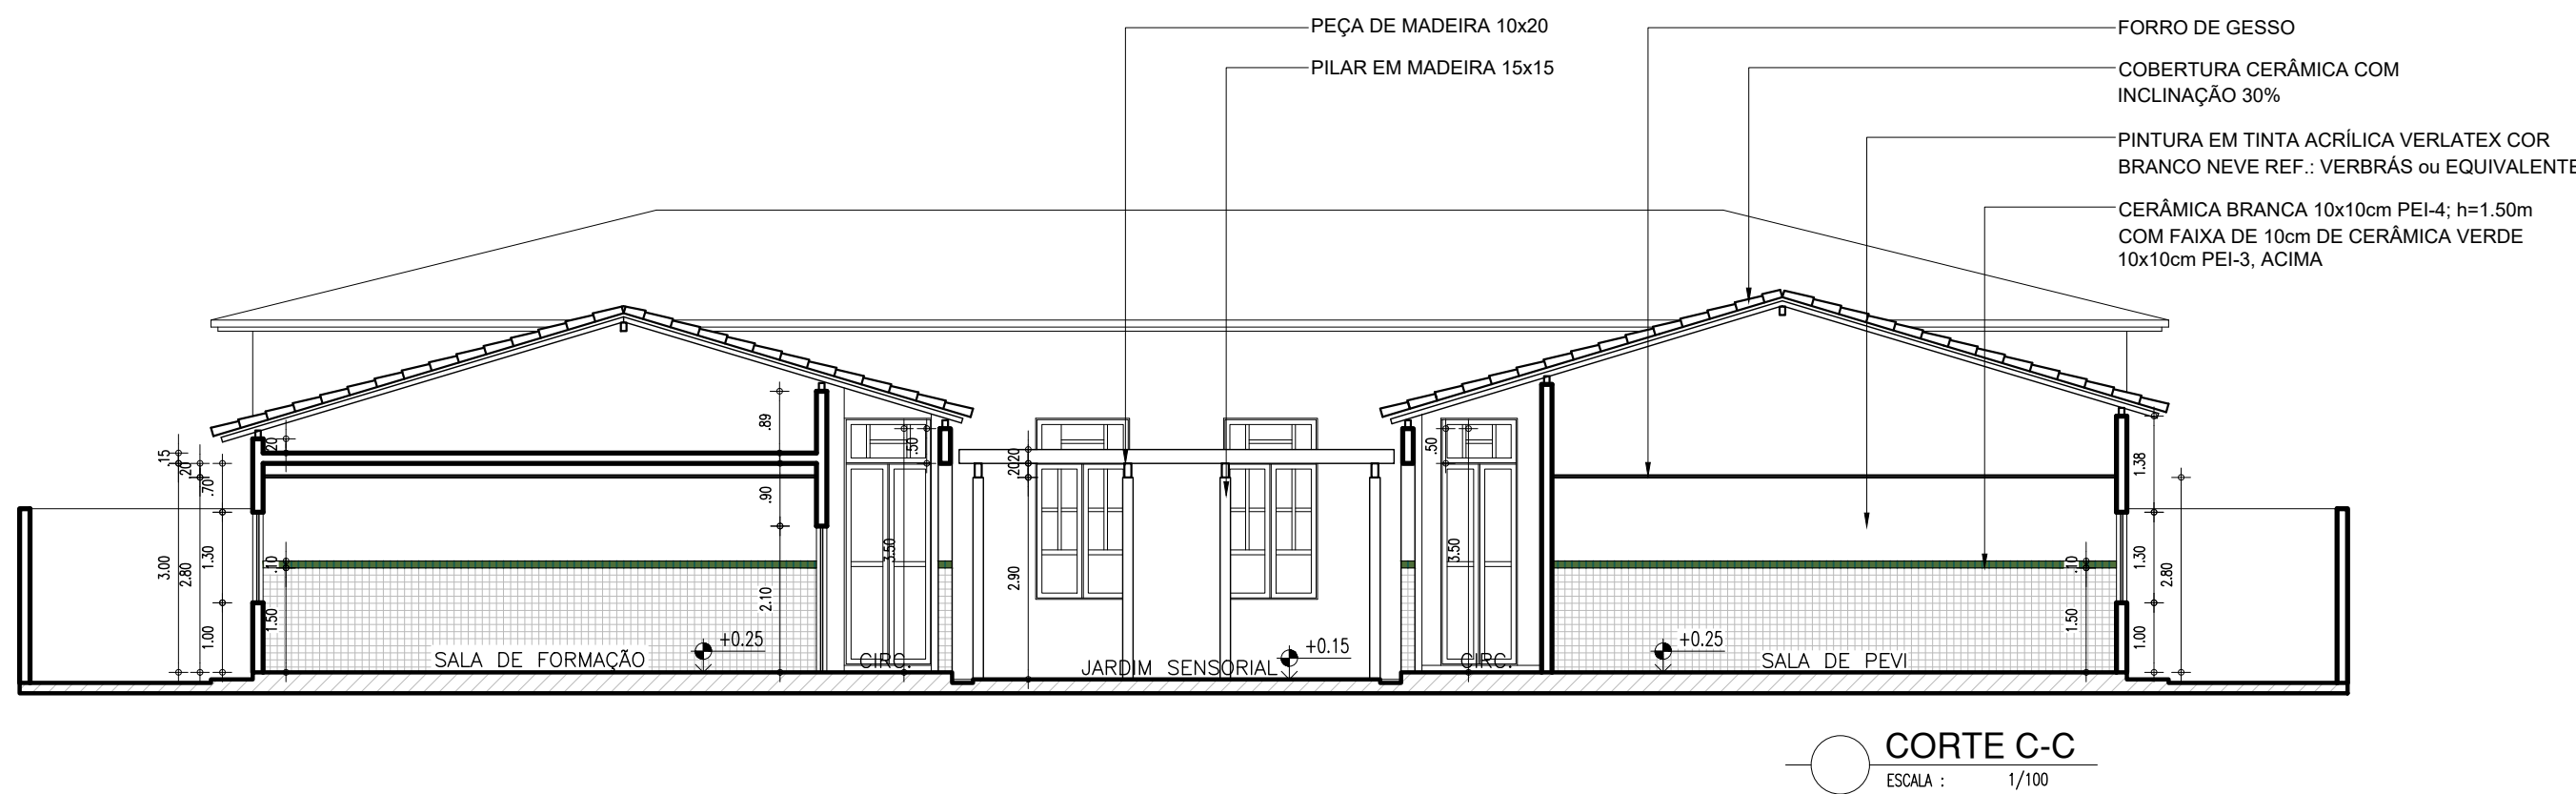 PEÇA DE MADEIRA 10x20
PILAR EM MADEIRA 15x15
FORRO DE GESSO
COBERTURA CERÂMICA COM
INCLINAÇÃO 30%
PINTURA EM TINTA ACRÍLICA VERLATEX COR
BRANCO NEVE REF.: VERBRÁS ou EQUIVALENTE
CERÂMICA BRANCA 10x10cm PEI-4; h=1.50m
COM FAIXA DE 10cm DE CERÂMICA VERDE
10x10cm PEI-3, ACIMA
.15
.20
.70
.20
3.00
2.80
1.30
1.00
.10
1.50
.89
.90
2.10
.50
3.50
.20
.20
2.90
.50
3.50
.10
1.50
1.38
1.30
1.00
2.80
SALA DE FORMAÇÃO
+0.25
CIRC.
JARDIM SENSORIAL
+0.15
CIRC.
+0.25
SALA DE PEVI
CORTE C-C
ESCALA : 1/100